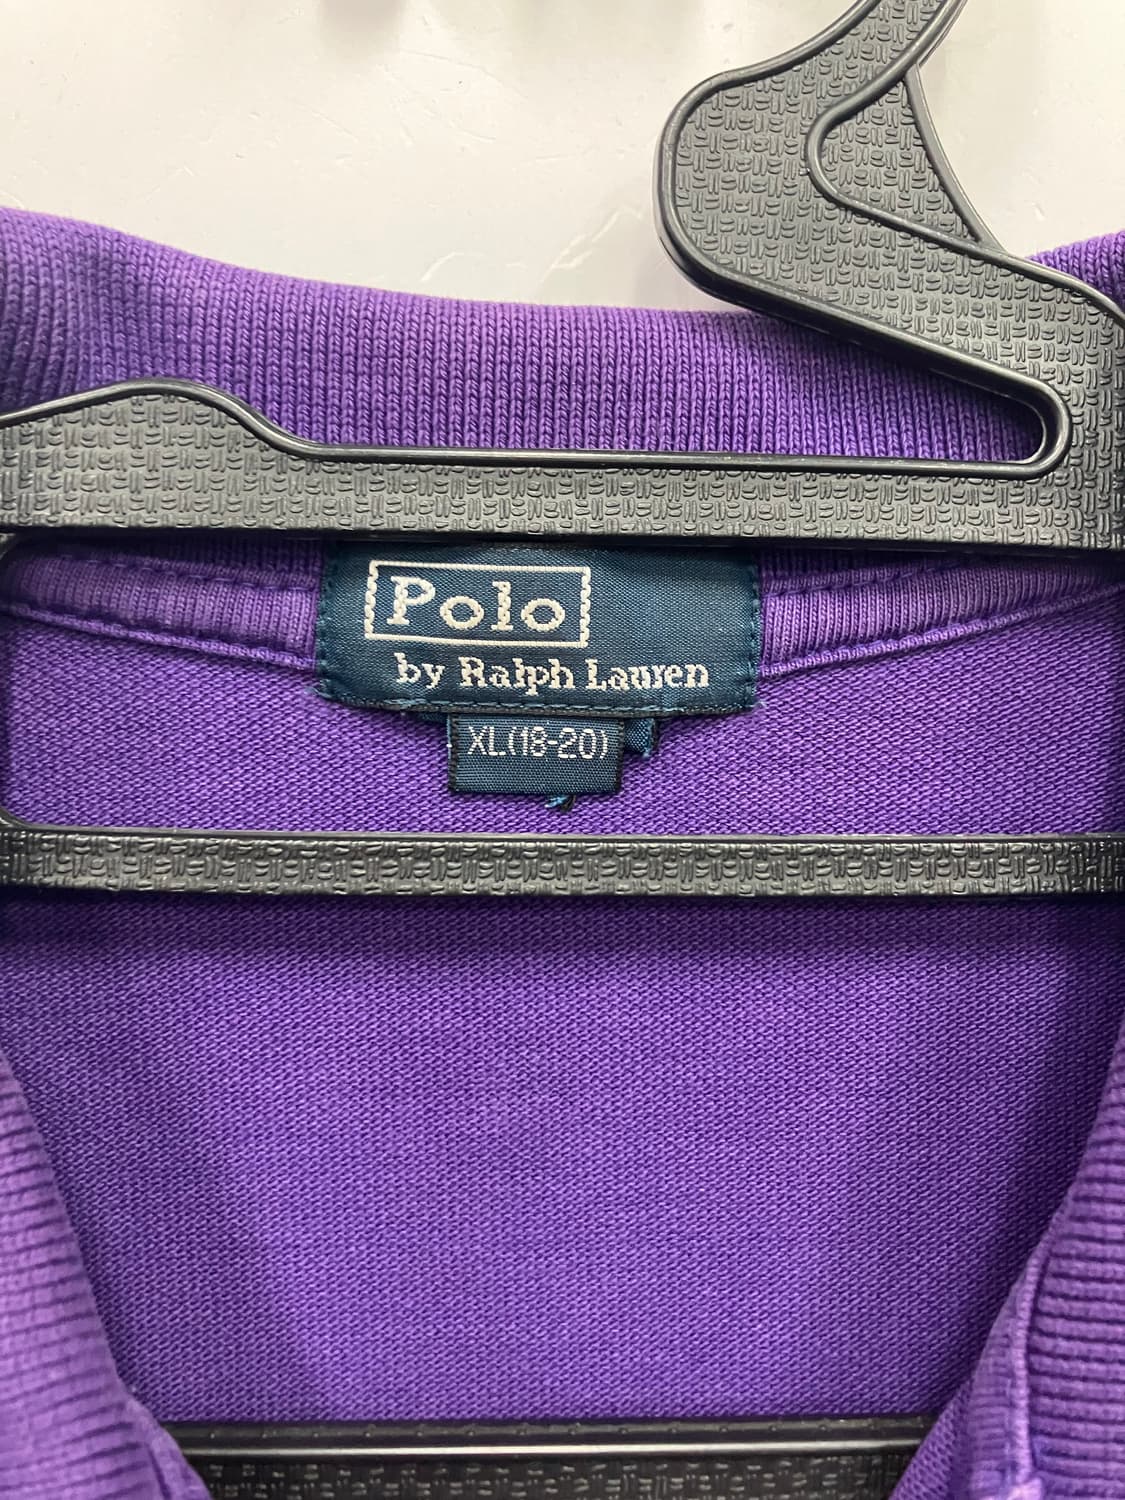 Polo
by Ralph Lauren
XL(18-20)